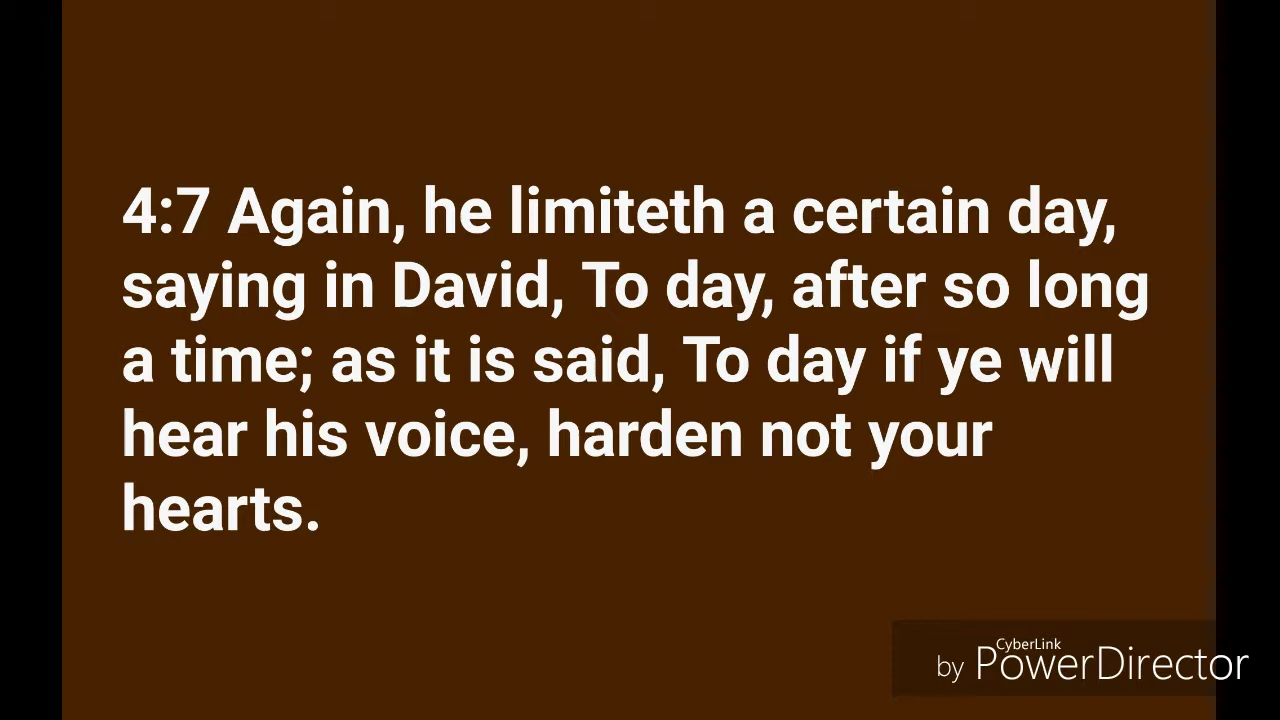 4:7 Again, he limiteth a certain day,
saying in David, To day, after so long
a time; as it is said, To day if ye will
hear his voice, harden not your
hearts.
CyberLink
by PowerDirector